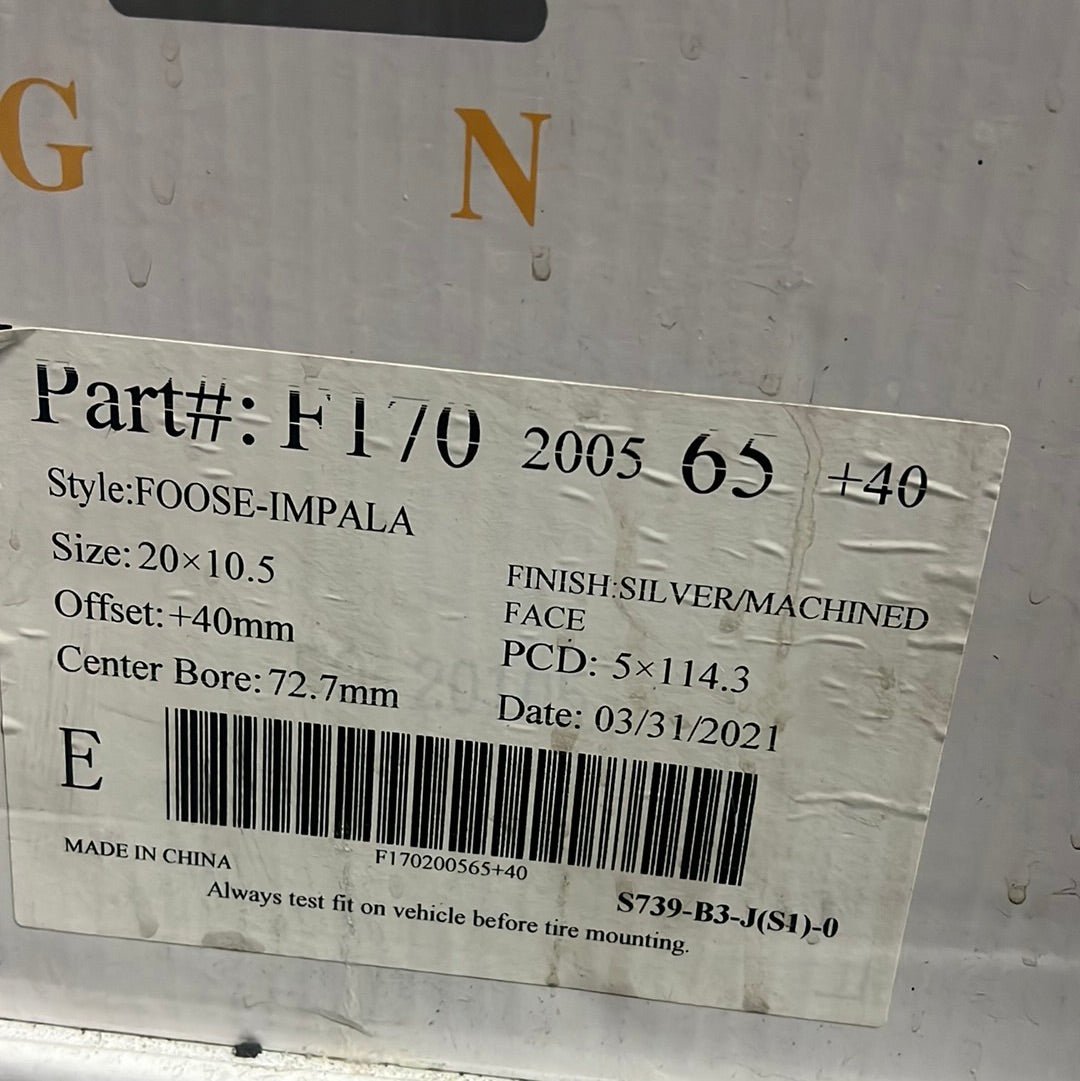 G N
Part#: F170 2005 65 +40
Style:FOOSE-IMPALA
Size: 20×10.5
Offset: +40mm
Center Bore: 72.7mm
FINISH:SILVER/MACHINED
FACE
PCD: 5×114.3
Date: 03/31/2021
E
F170200565+40
MADE IN CHINA
S739-B3-J(S1)-0
Always test fit on vehicle before tire mounting.